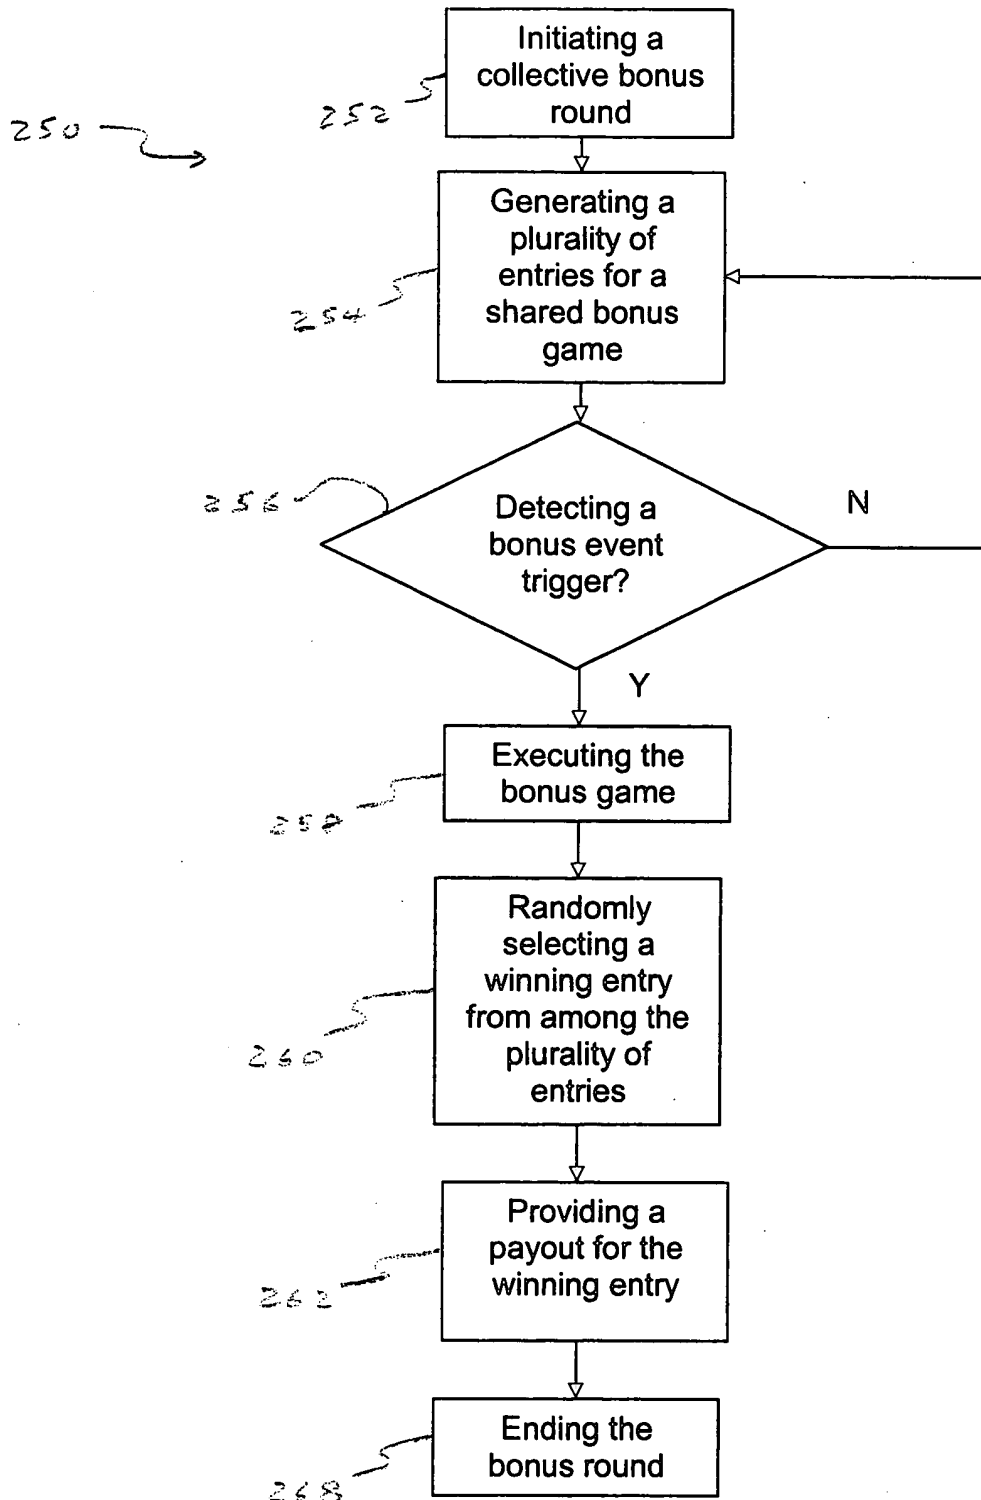 Initiating a
collective bonus
round
250
252
Generating a
plurality of
entries for a
shared bonus
game
254
256
Detecting a
bonus event
trigger?
N
Y
Executing the
bonus game
258
Randomly
selecting a
winning entry
from among the
plurality of
entries
260
Providing a
payout for the
winning entry
262
Ending the
bonus round
268